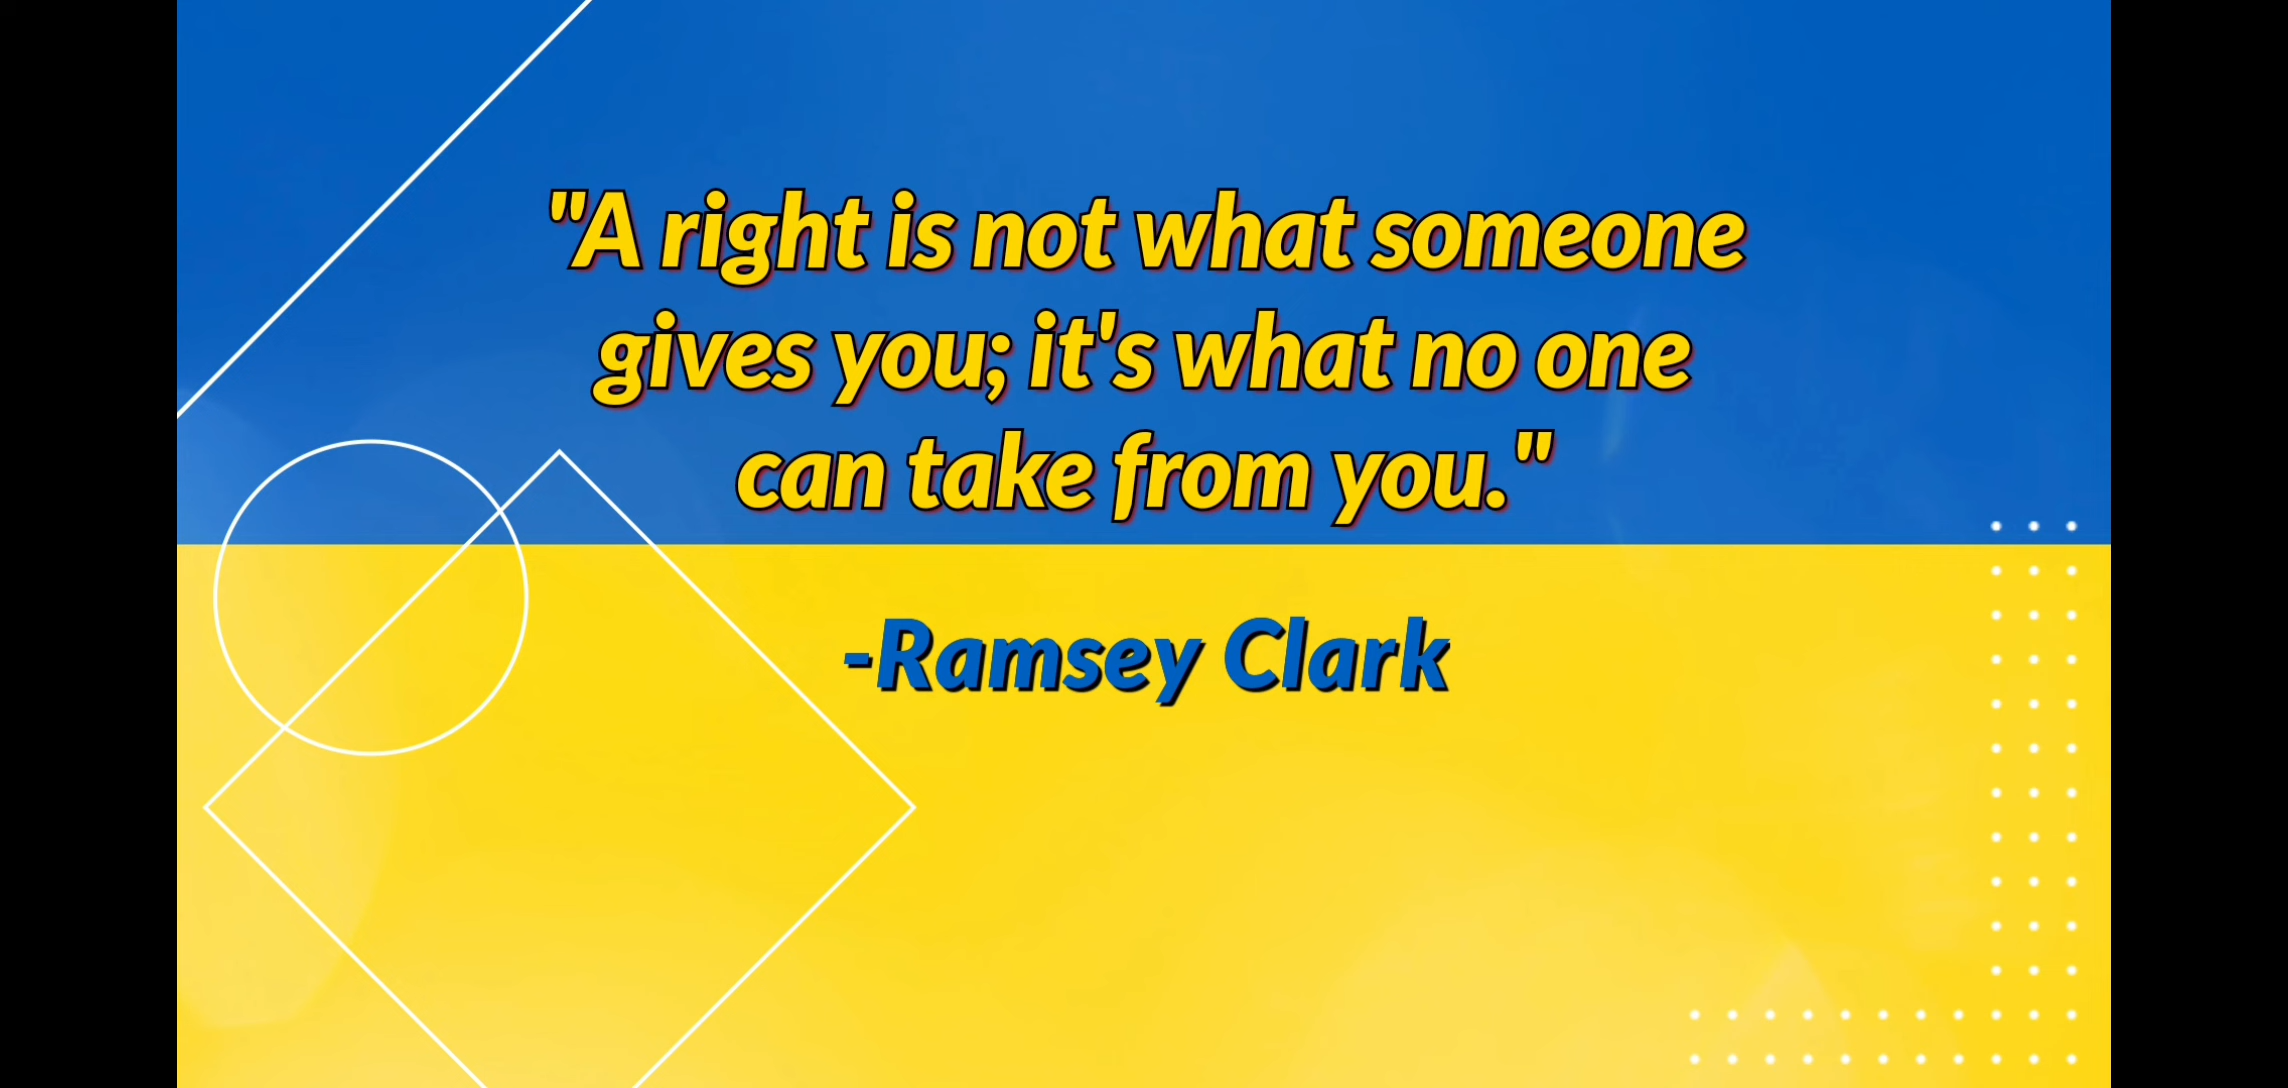 "A right is not what someone
gives you; it's what no one
can take from you."
-Ramsey Clark